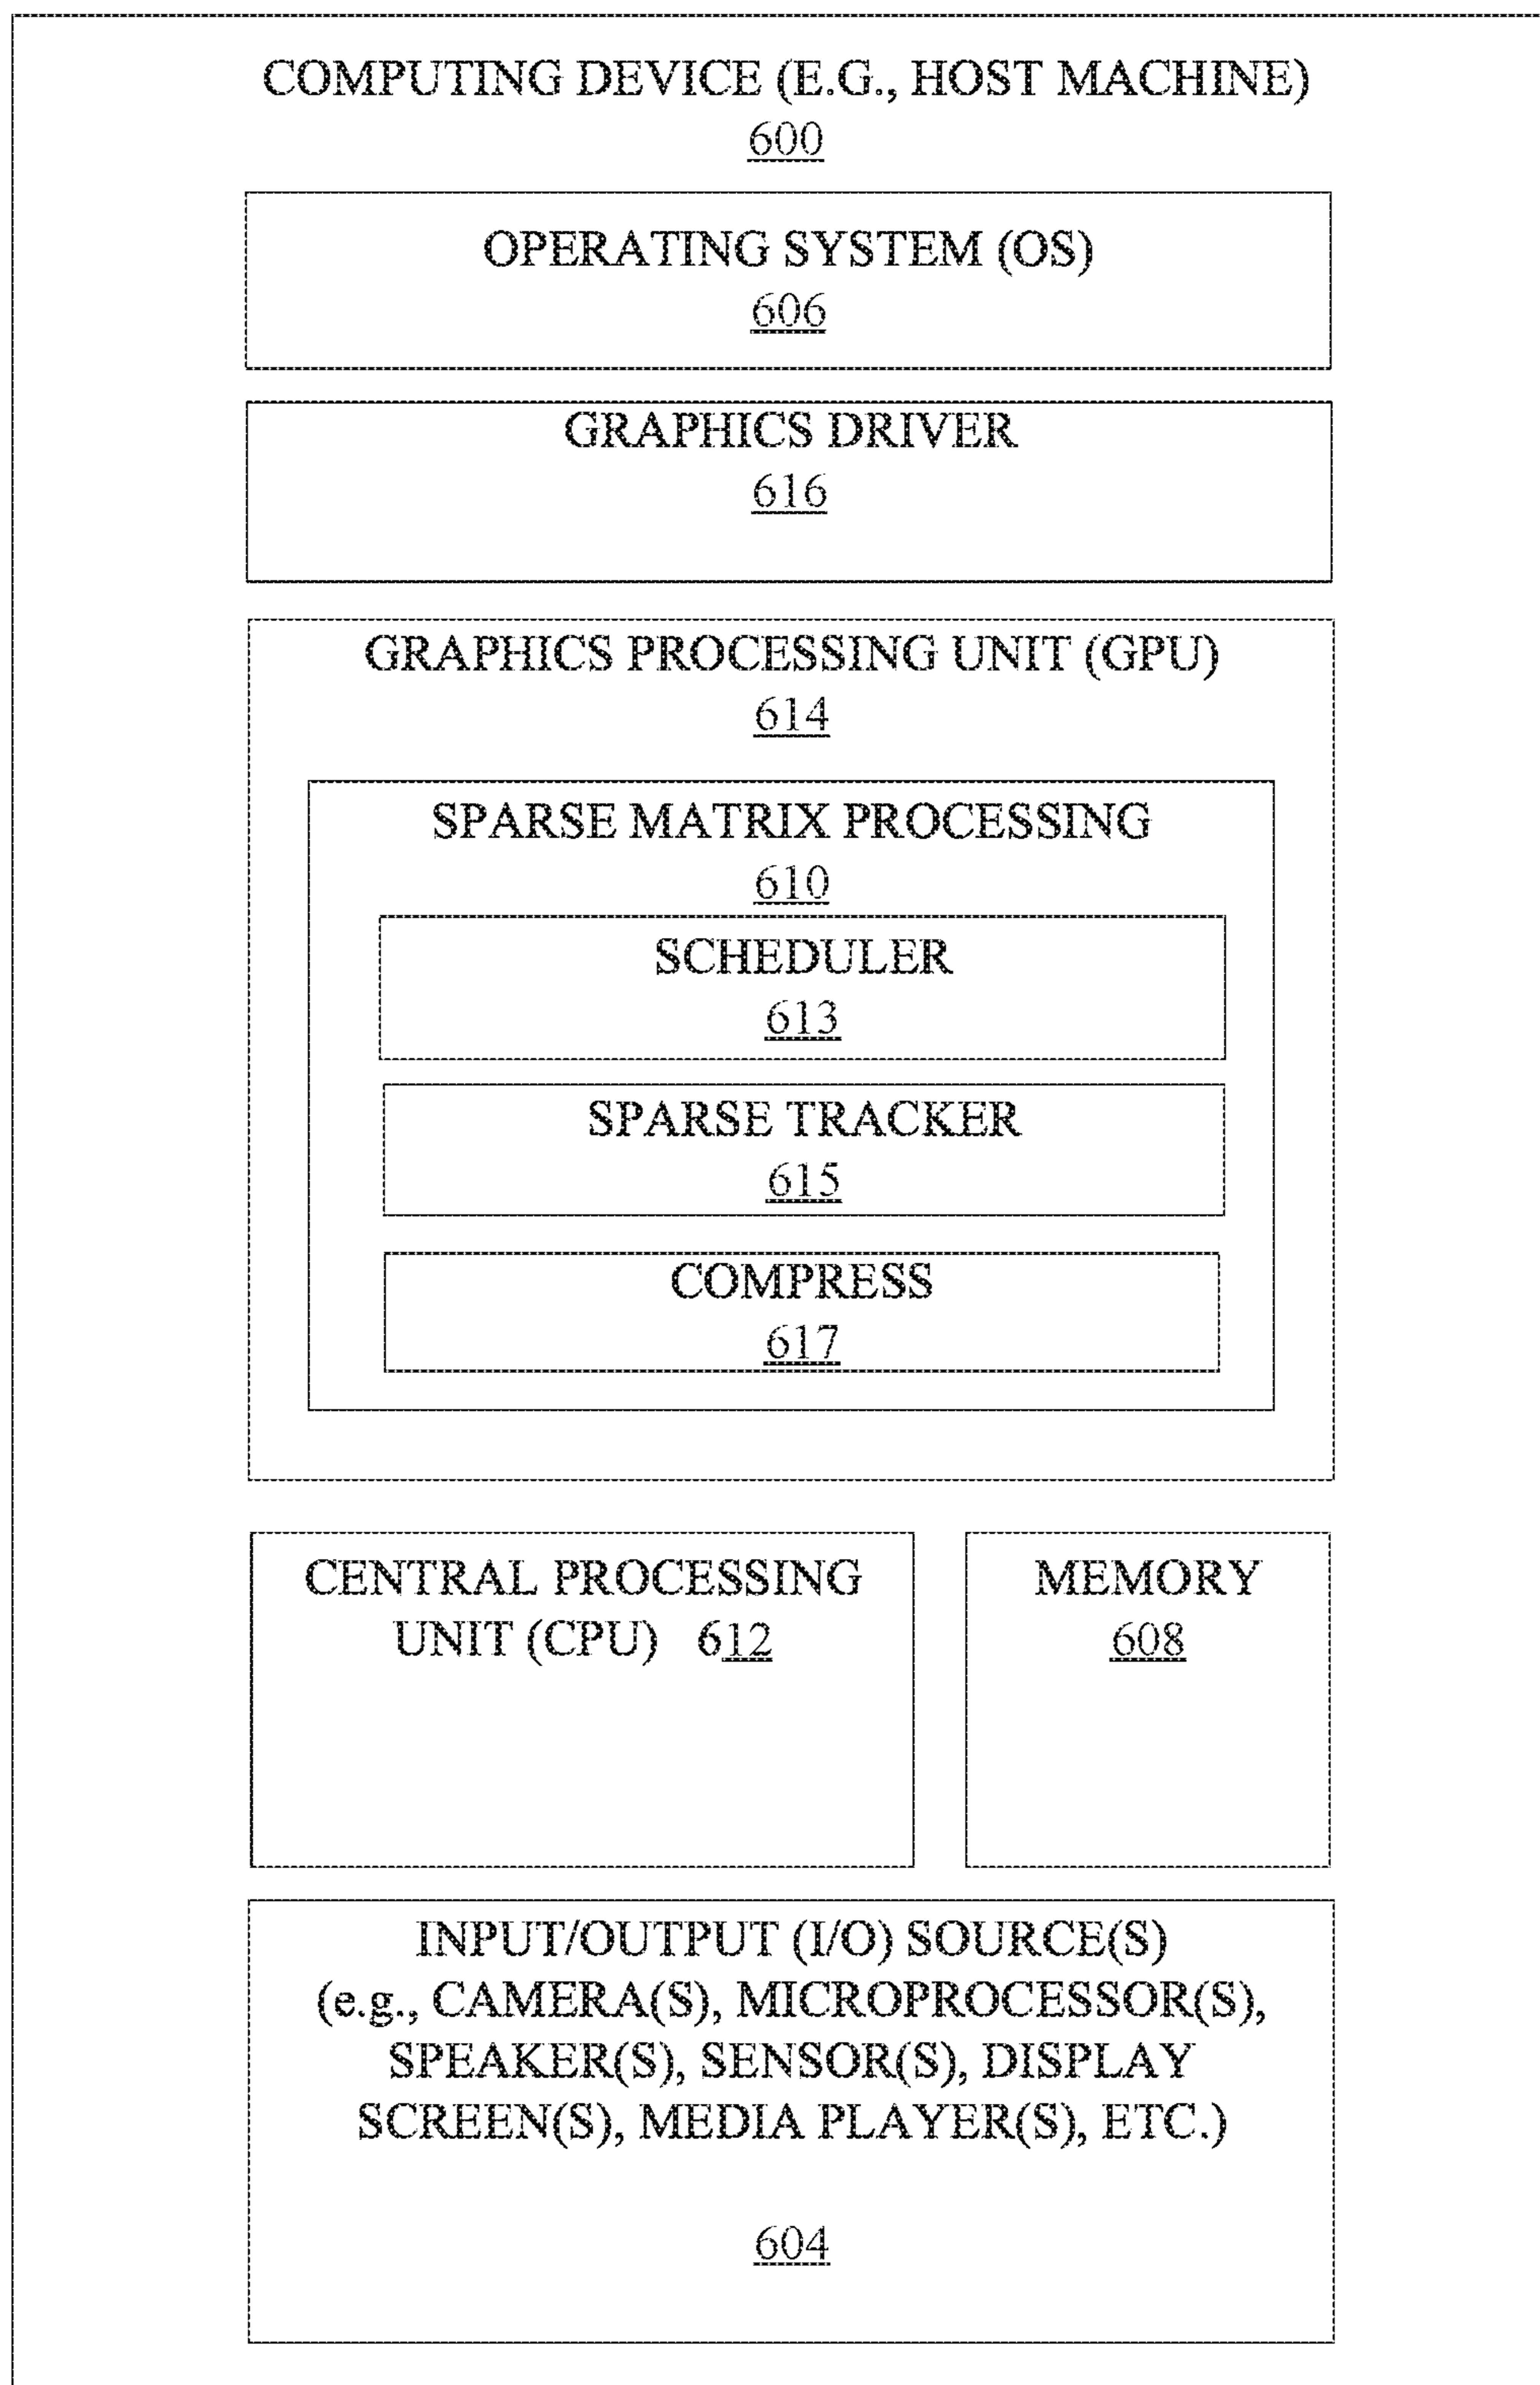 COMPUTING DEVICE (E.G., HOST MACHINE)
600
OPERATING SYSTEM (OS)
606
GRAPHICS DRIVER
616
GRAPHICS PROCESSING UNIT (GPU)
614
SPARSE MATRIX PROCESSING
610
SCHEDULER
613
SPARSE TRACKER
615
COMPRESS
617
CENTRAL PROCESSING
UNIT (CPU) 612
MEMORY
608
INPUT/OUTPUT (I/O) SOURCE(S)
(e.g., CAMERA(S), MICROPROCESSOR(S),
SPEAKER(S), SENSOR(S), DISPLAY
SCREEN(S), MEDIA PLAYER(S), ETC.)
604